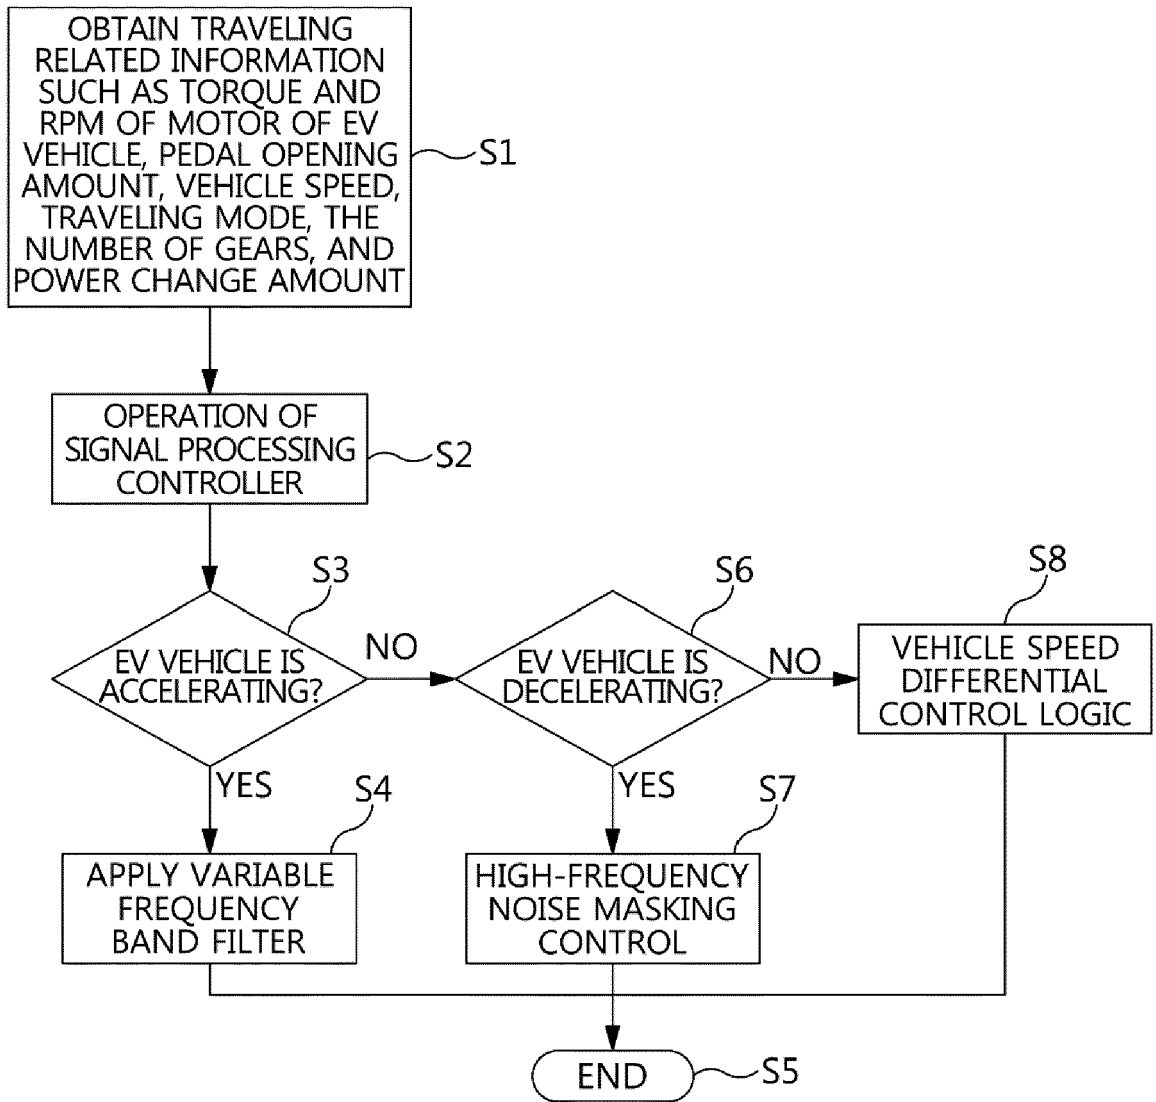 OBTAIN TRAVELING
RELATED INFORMATION
SUCH AS TORQUE AND
RPM OF MOTOR OF EV
VEHICLE, PEDAL OPENING
AMOUNT, VEHICLE SPEED,
TRAVELING MODE, THE
NUMBER OF GEARS, AND
POWER CHANGE AMOUNT
S1
OPERATION OF
SIGNAL PROCESSING
CONTROLLER
S2
S3
EV VEHICLE IS
ACCELERATING?
NO
YES
S6
EV VEHICLE IS
DECELERATING?
NO
YES
S8
VEHICLE SPEED
DIFFERENTIAL
CONTROL LOGIC
S4
APPLY VARIABLE
FREQUENCY
BAND FILTER
S7
HIGH-FREQUENCY
NOISE MASKING
CONTROL
END
S5